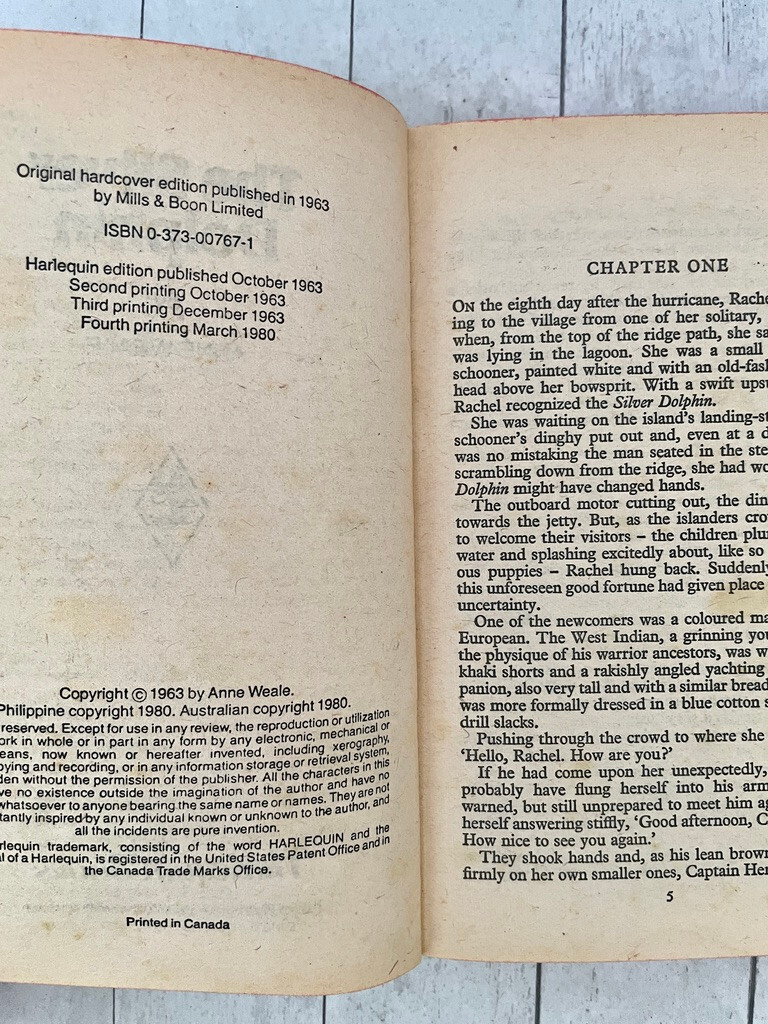 Original hardcover edition published in 1963
by Mills & Boon Limited
ISBN 0-373-00767-1
Harlequin edition published October 1963
Second printing October 1963
Third printing December 1963
Fourth printing March 1980
Copyright © 1963 by Anne Weale.
Philippine copyright 1980. Australian copyright 1980.
reserved. Except for use in any review, the reproduction or utilization
ork in whole or in part in any form by any electronic, mechanical or
eans, now known or hereafter invented, including xerography,
pying and recording, or in any information storage or retrieval system,
den without the permission of the publisher. All the characters in this
ve no existence outside the imagination of the author and have no
whatsoever to anyone bearing the same name or names. They are not
tantly inspired by any individual known or unknown to the author, and
all the incidents are pure invention.
rlequin trademark, consisting of the word HARLEQUIN and the
al of a Harlequin, is registered in the United States Patent Office and in
the Canada Trade Marks Office.
Printed in Canada
CHAPTER ONE
ON the eighth day after the hurricane, Rache
ing to the village from one of her solitary,
when, from the top of the ridge path, she sa
was lying in the lagoon. She was a small
schooner, painted white and with an old-fash
head above her bowsprit. With a swift upsu
Rachel recognized the Silver Dolphin.
She was waiting on the island's landing-st
schooner's dinghy put out and, even at a d
was no mistaking the man seated in the ste
scrambling down from the ridge, she had wo
Dolphin might have changed hands.
The outboard motor cutting out, the din
towards the jetty. But, as the islanders cro
to welcome their visitors – the children plu
water and splashing excitedly about, like so
ous puppies – Rachel hung back. Suddenly
this unforeseen good fortune had given place
uncertainty.
One of the newcomers was a coloured ma
European. The West Indian, a grinning you
the physique of his warrior ancestors, was w
khaki shorts and a rakishly angled yachting
panion, also very tall and with a similar bread
was more formally dressed in a blue cotton s
drill slacks.
Pushing through the crowd to where she
'Hello, Rachel. How are you?'
If he had come upon her unexpectedly,
probably have flung herself into his arm
warned, but still unprepared to meet him ag
herself answering stiffly, 'Good afternoon, C
How nice to see you again.'
They shook hands and, as his lean brown
firmly on her own smaller ones, Captain Her
5